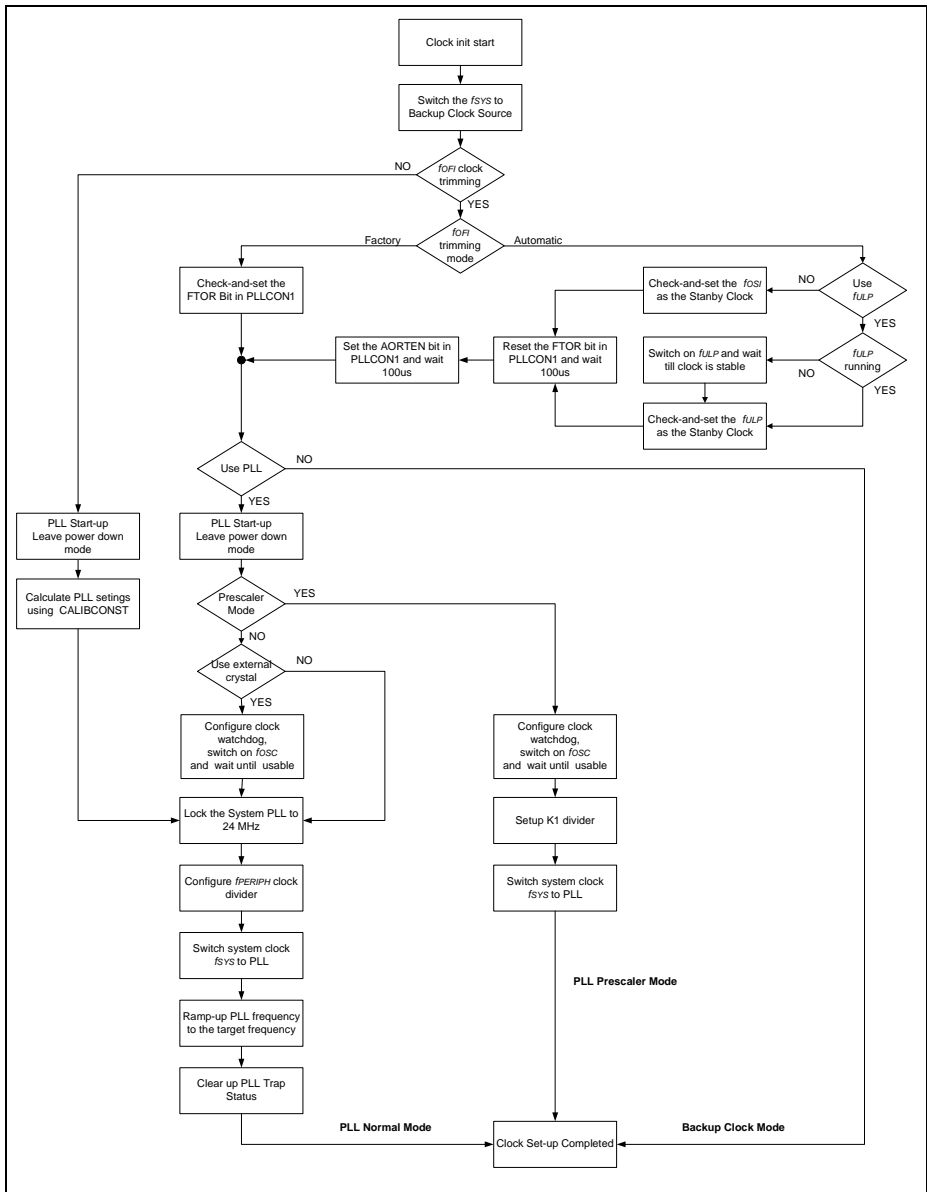 Clock init start
Switch the fSYS to
Backup Clock Source
NO
fOFI clock
trimming
YES
Factory
fOFI
trimming
mode
Automatic
Check-and-set the
FTOR Bit in PLLCON1
Check-and-set the fOSI
as the Stanby Clock
NO
Use
fULP
YES
Set the AORTEN bit in
PLLCON1 and wait
100us
Reset the FTOR bit in
PLLCON1 and wait
100us
Switch on fULP and wait
till clock is stable
NO
fULP
running
YES
Check-and-set the fULP
as the Stanby Clock
Use PLL
NO
YES
PLL Start-up
Leave power down
mode
PLL Start-up
Leave power down
mode
Calculate PLL setings
using CALIBCONST
Prescaler
Mode
YES
NO
Use external
crystal
NO
YES
Configure clock
watchdog,
switch on fOSC
and wait until usable
Configure clock
watchdog,
switch on fOSC
and wait until usable
Lock the System PLL to
24 MHz
Setup K1 divider
Configure fPERIPH clock
divider
Switch system clock
fSYS to PLL
Switch system clock
fSYS to PLL
PLL Prescaler Mode
Ramp-up PLL frequency
to the target frequency
Clear up PLL Trap
Status
PLL Normal Mode
Backup Clock Mode
Clock Set-up Completed